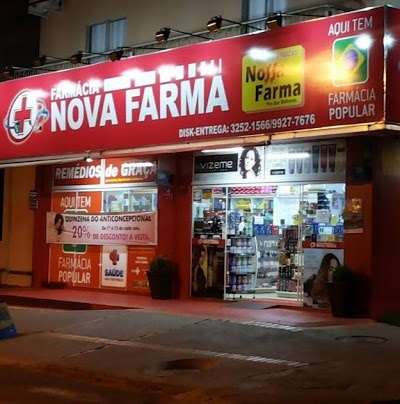 FARMÁCIA
NOVA FARMA
Nossa
Farma
DISK-ENTREGA: 3252-1566/9927-7676
AQUI TEM
FARMÁCIA
POPULAR
REMÉDIOS de GRAÇA
AQUI TEM
QUINZENA DO ANTICONCEPCIONAL
20% DE DESCONTO À VISTA.
FARMÁCIA
POPULAR
SAÚDE
VIZEME